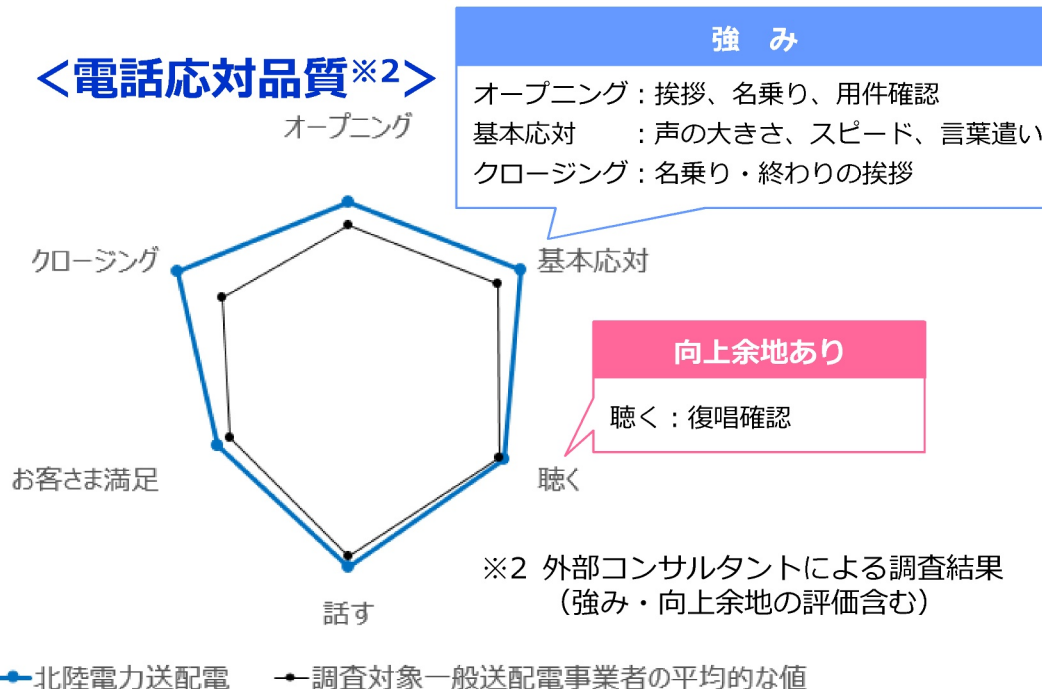 ＜電話応対品質※2＞
強 み
オープニング：挨拶、名乗り、用件確認
基本応対 ：声の大きさ、スピード、言葉遣い
クロージング：名乗り・終わりの挨拶
オープニング
クロージング
基本応対
向上余地あり
聴く：復唱確認
お客さま満足
聴く
話す
※2 外部コンサルタントによる調査結果
（強み・向上余地の評価含む）
北陸電力送配電
調査対象一般送配電事業者の平均的な値